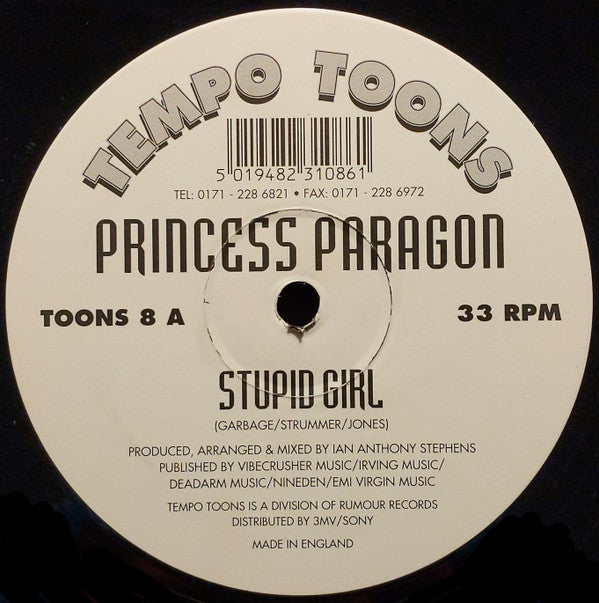 TEMPO TOONS
5 019482 310861
TEL: 0171 - 228 6821 • FAX: 0171 - 228 6972
PRINCESS PARAGON
TOONS 8 A
33 RPM
STUPID GIRL
(GARBAGE/STRUMMER/JONES)
PRODUCED, ARRANGED & MIXED BY IAN ANTHONY STEPHENS
PUBLISHED BY VIBECRUSHER MUSIC/IRVING MUSIC/
DEADARM MUSIC/NINEDEN/EMI VIRGIN MUSIC
TEMPO TOONS IS A DIVISION OF RUMOUR RECORDS
DISTRIBUTED BY 3MV/SONY
MADE IN ENGLAND